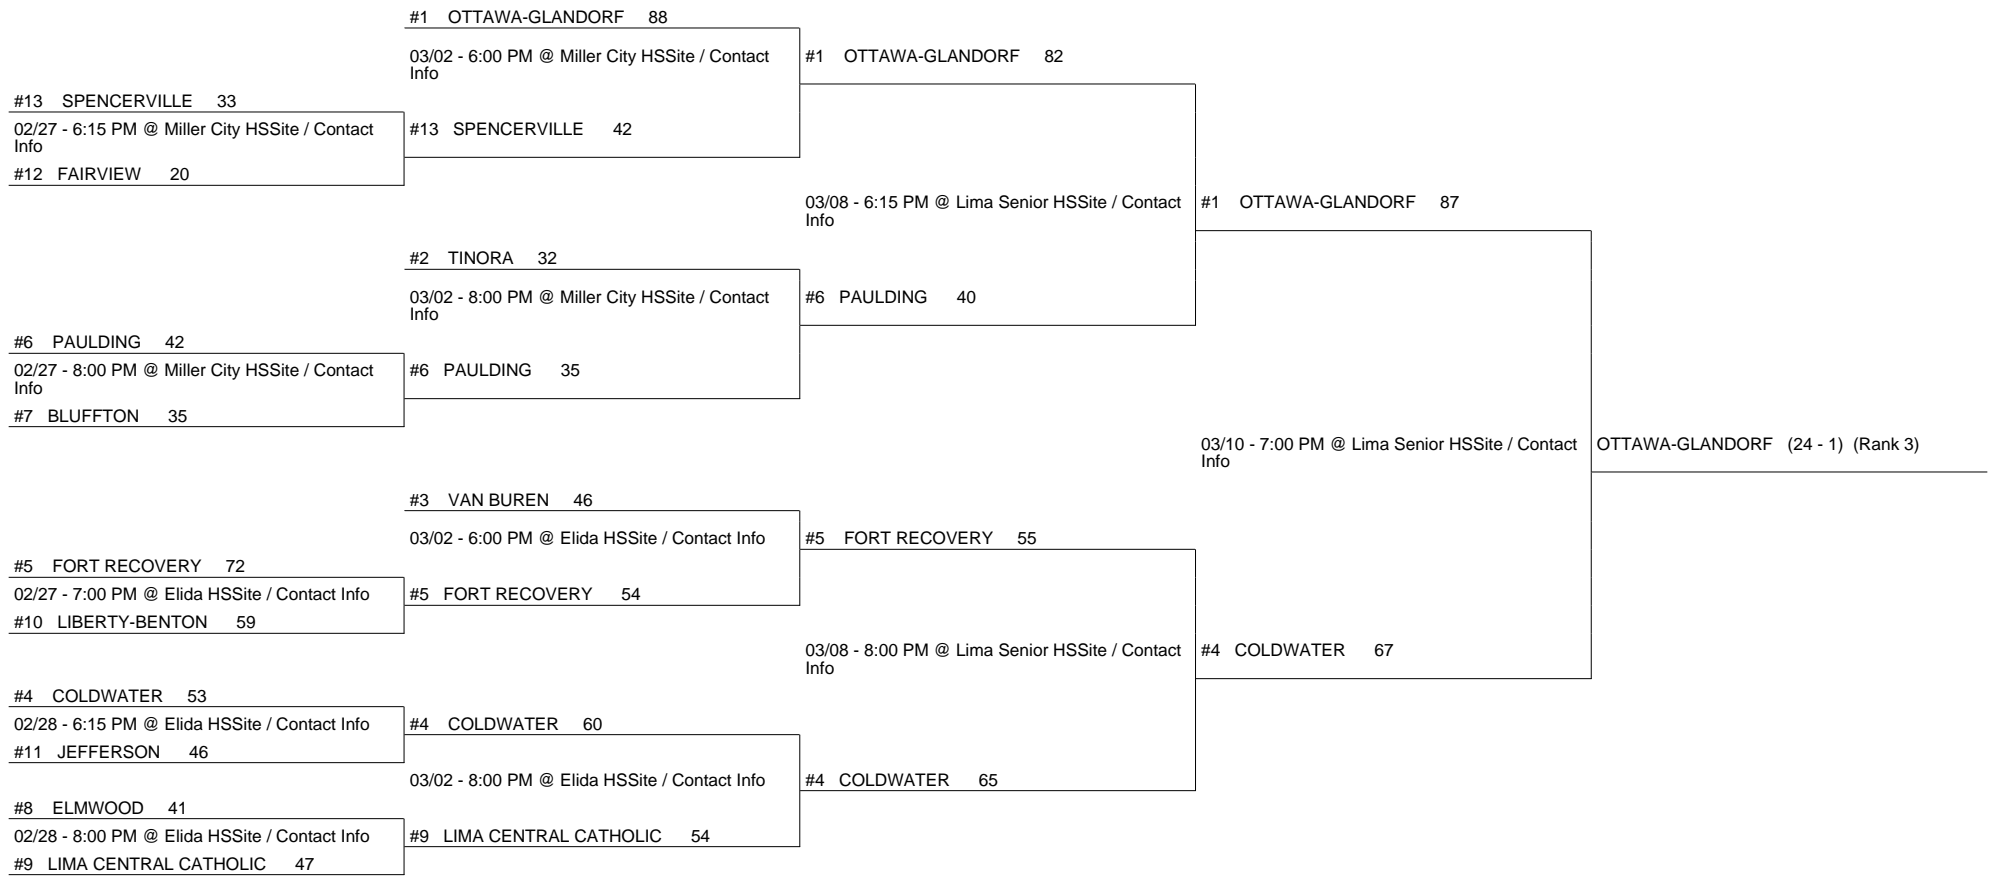 #1 OTTAWA-GLANDORF 88
03/02 - 6:00 PM @ Miller City HSSite / Contact
Info
#1 OTTAWA-GLANDORF 82
#13 SPENCERVILLE 33
02/27 - 6:15 PM @ Miller City HSSite / Contact
Info
#13 SPENCERVILLE 42
#12 FAIRVIEW 20
03/08 - 6:15 PM @ Lima Senior HSSite / Contact
Info
#1 OTTAWA-GLANDORF 87
#2 TINORA 32
03/02 - 8:00 PM @ Miller City HSSite / Contact
Info
#6 PAULDING 40
#6 PAULDING 42
02/27 - 8:00 PM @ Miller City HSSite / Contact
Info
#6 PAULDING 35
#7 BLUFFTON 35
03/10 - 7:00 PM @ Lima Senior HSSite / Contact
Info
OTTAWA-GLANDORF (24 - 1) (Rank 3)
#3 VAN BUREN 46
03/02 - 6:00 PM @ Elida HSSite / Contact Info
#5 FORT RECOVERY 55
#5 FORT RECOVERY 72
02/27 - 7:00 PM @ Elida HSSite / Contact Info
#5 FORT RECOVERY 54
#10 LIBERTY-BENTON 59
03/08 - 8:00 PM @ Lima Senior HSSite / Contact
Info
#4 COLDWATER 67
#4 COLDWATER 53
02/28 - 6:15 PM @ Elida HSSite / Contact Info
#4 COLDWATER 60
#11 JEFFERSON 46
03/02 - 8:00 PM @ Elida HSSite / Contact Info
#4 COLDWATER 65
#8 ELMWOOD 41
02/28 - 8:00 PM @ Elida HSSite / Contact Info
#9 LIMA CENTRAL CATHOLIC 54
#9 LIMA CENTRAL CATHOLIC 47